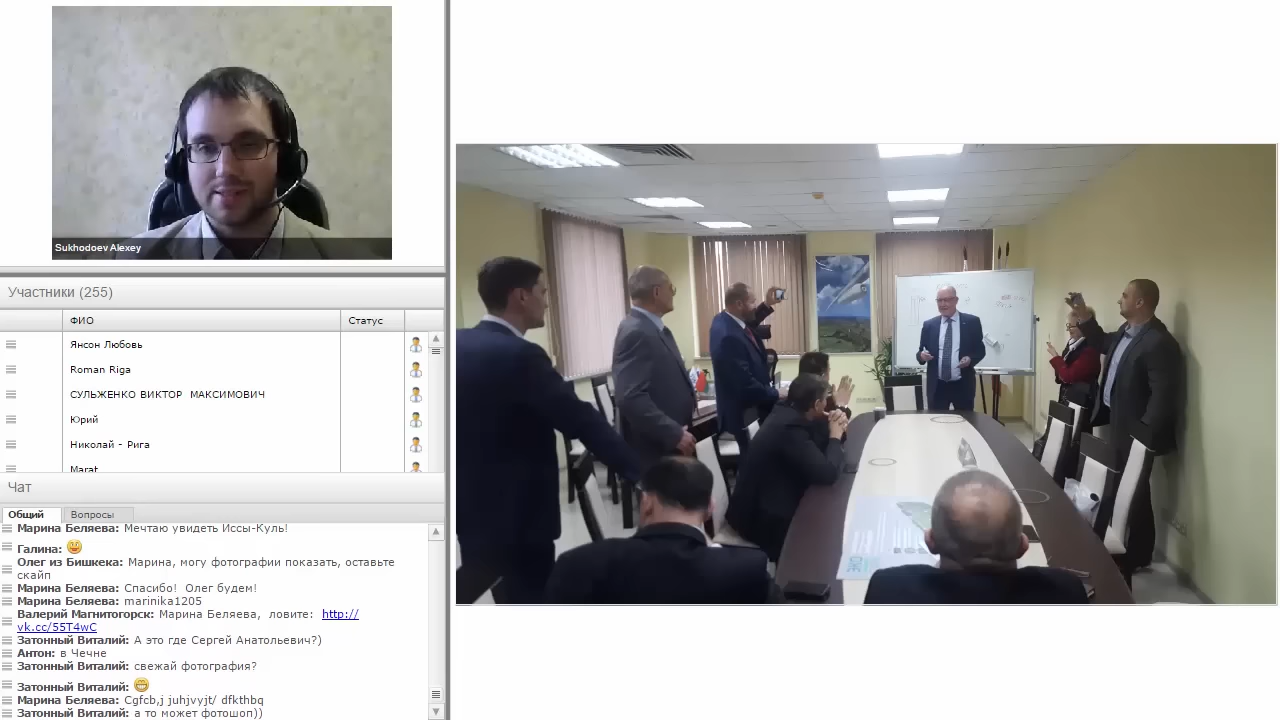 Sukhodoev Alexey
Участники (255)
ФИО
Статус
Янсон Любовь
Roman Riga
СУЛЬЖЕНКО ВИКТОР МАКСИМОВИЧ
Юрий
Николай - Рига
Marat
Чат
Общий
Вопросы
Марина Беляева: Мечтаю увидеть Иссы-Куль!
Галина:
Олег из Бишкека: Марина, могу фотографии показать, оставьте
скайп
Марина Беляева: Спасибо! Олег будем!
Марина Беляева: marinika1205
Валерий Магнитогорск: Марина Беляева, ловите: http://
vk.cc/55T4wC
Затонный Виталий: А это где Сергей Анатольевич?)
Антон: в Чечне
Затонный Виталий: свежай фотография?
Затонный Виталий:
Марина Беляева: Cgfcb,j juhjvyjt/ dfkthbq
Затонный Виталий: а то может фотошоп))